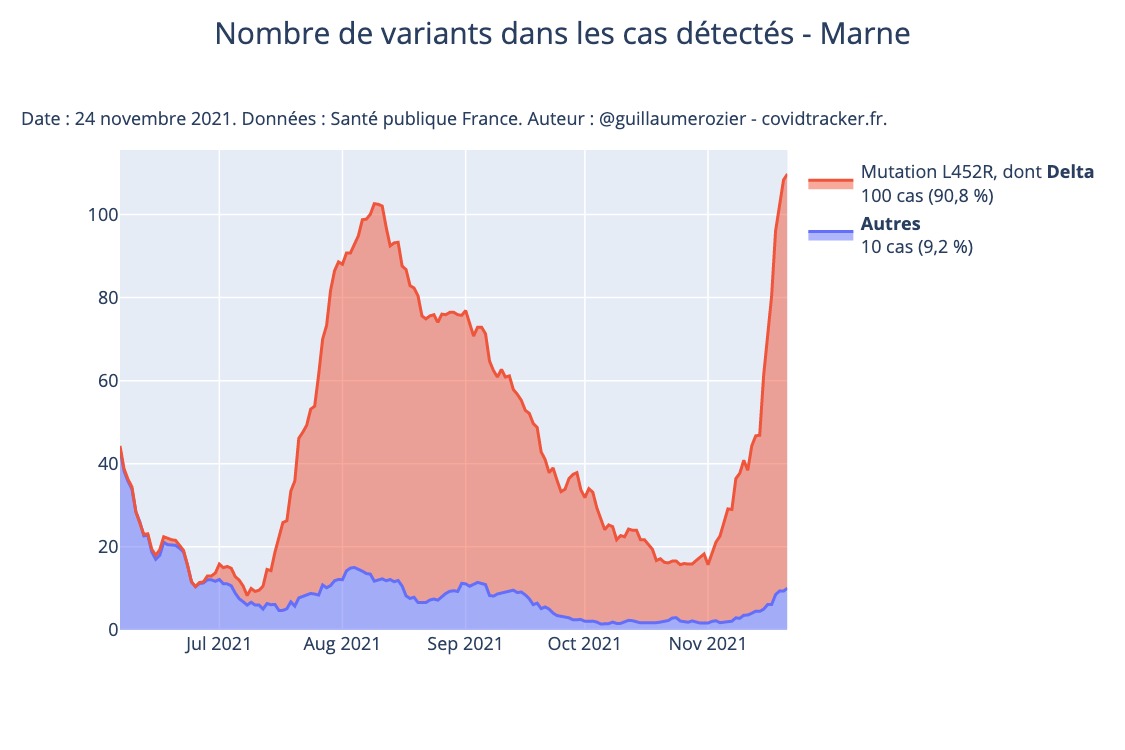 Nombre de variants dans les cas détectés - Marne
Date : 24 novembre 2021. Données : Santé publique France. Auteur : @guillaumerozier - covidtracker.fr.
Mutation L452R, dont Delta
100 cas (90,8 %)
Autres
10 cas (9,2 %)
100
80
60
40
20
0
Jul 2021
Aug 2021
Sep 2021
Oct 2021
Nov 2021